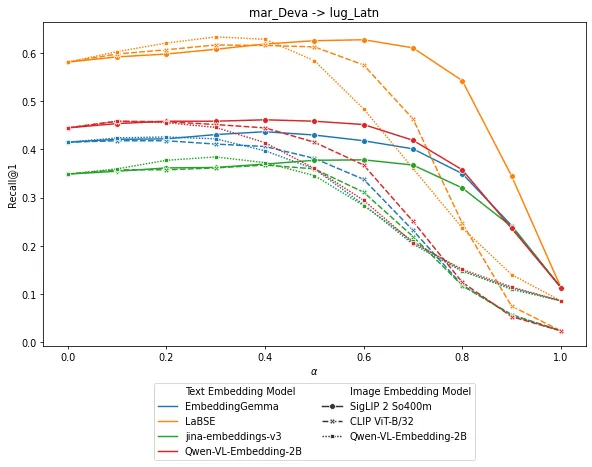 mar_Deva -> lug_Latn
Recall@1
0.6
0.5
0.4
0.3
0.2
0.1
0.0
0.0 0.2 0.4 0.6 0.8 1.0
α
Text Embedding Model Image Embedding Model
EmbeddingGemma SigLIP 2 So400m
LaBSE CLIP ViT-B/32
jina-embeddings-v3 Qwen-VL-Embedding-2B
Qwen-VL-Embedding-2B